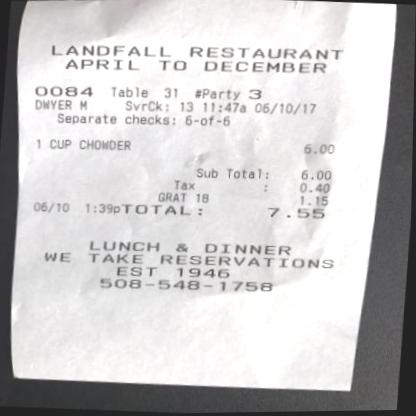 LANDFALL RESTAURANT
APRIL TO DECEMBER
0084 Table 31 #Party 3
DWYER M SvrCk: 13 11:47a 06/10/17
Separate checks: 6-of-6
1 CUP CHOWDER 6.00
Sub Total: 6.00
Tax : 0.40
GRAT 18 1.15
06/10 1:39pTOTAL: 7.55
LUNCH & DINNER
WE TAKE RESERVATIONS
EST 1946
508-548-1758